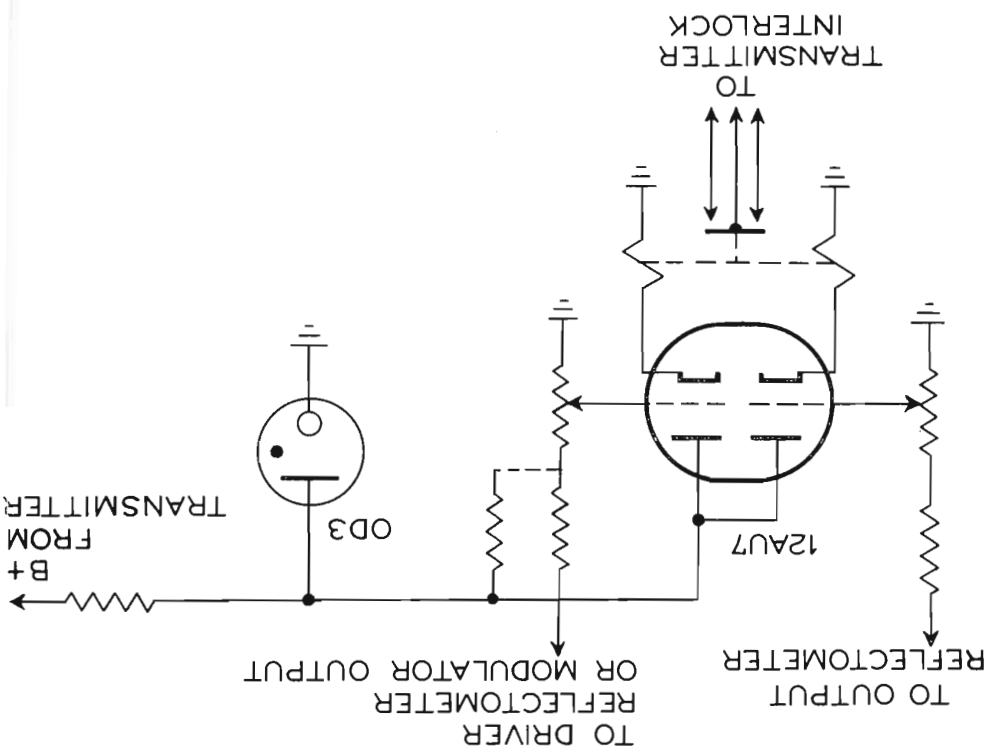 TO OUTPUT
REFLECTOMETER
TO DRIVER
REFLECTOMETER
OR MODULATOR OUTPUT
B+
FROM
TRANSMITTER
12AU7
OD3
TO
TRANSMITTER
INTERLOCK